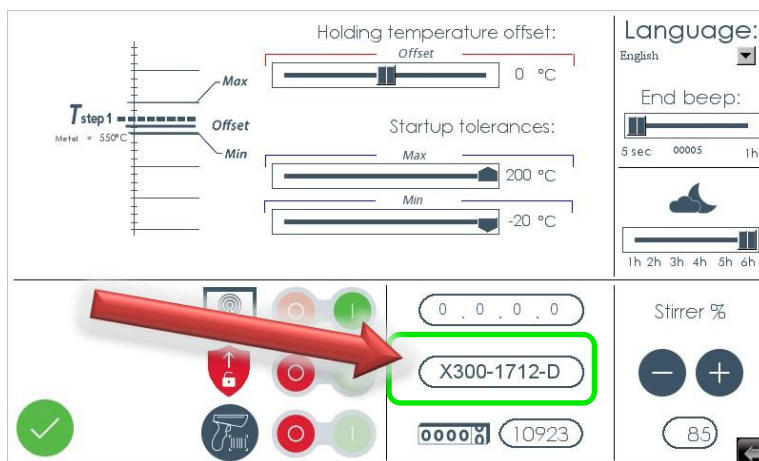 Holding temperature offset:
Offset
0 °C
Max
T step 1
Metal = 550°C
Offset
Min
Startup tolerances:
Max
200 °C
Min
-20 °C
Language:
English
End beep:
5 sec 00005 1h
1h 2h 3h 4h 5h 6h
O I
0 . 0 . 0 . 0
O
X300-1712-D
O I
0000 10923
Stirrer %
− +
85